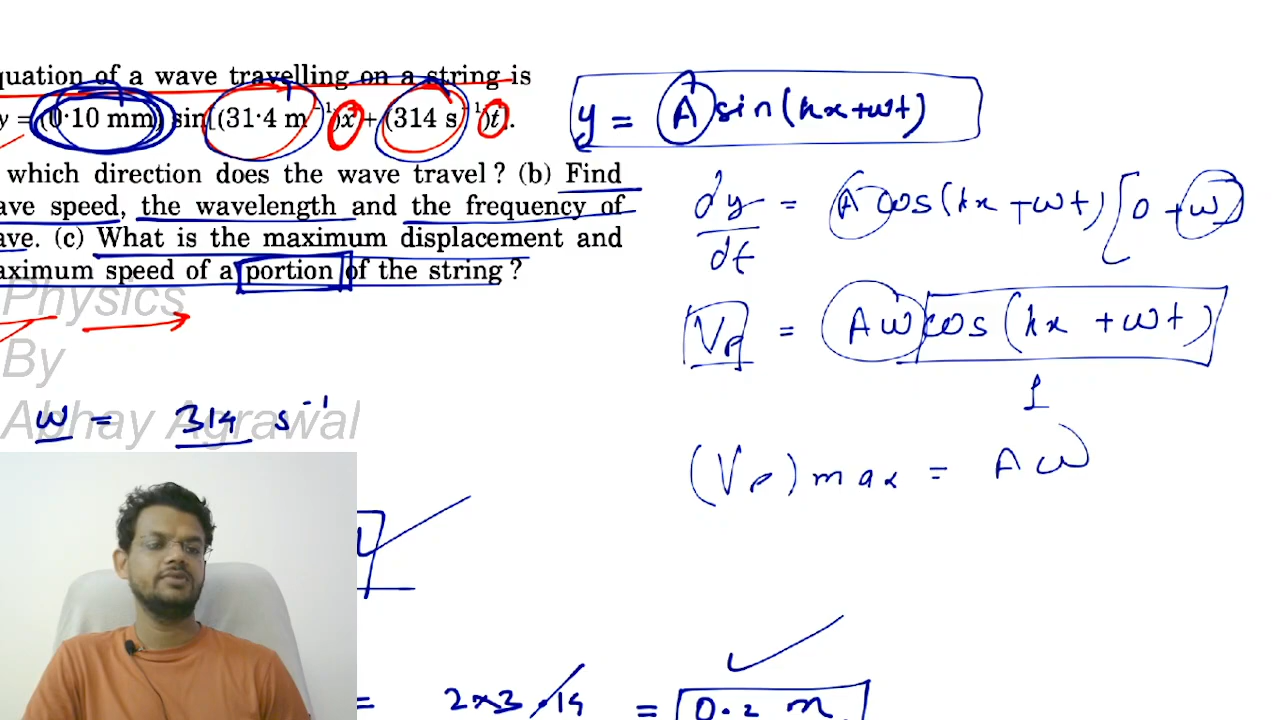 quation of a wave travelling on a string is
y = (0·10 mm) sin[(31·4 m⁻¹)x + (314 s⁻¹)t].
which direction does the wave travel ? (b) Find
ave speed, the wavelength and the frequency of
ave. (c) What is the maximum displacement and
aximum speed of a portion of the string ?
Physics
By
Abhay Agrawal
ω = 314 s⁻¹
y = A sin(kx+ωt)
dy/dt = A cos(kx+ωt)[0 + ω]
Vp = Aω cos(kx + ωt)
1
(Vp)max = Aω
= 2×3.14 = 0.2 m